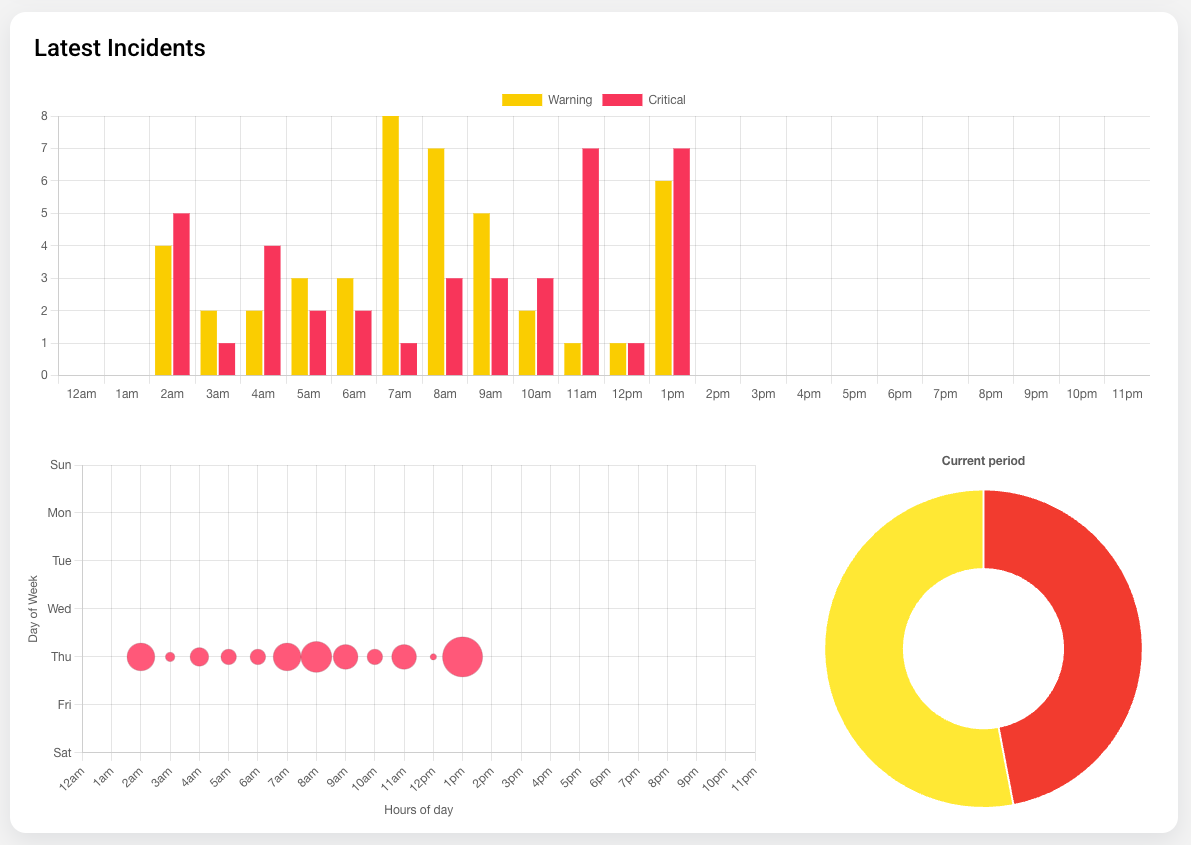 Latest Incidents
Warning Critical
8
7
6
5
4
3
2
1
0
12am 1am 2am 3am 4am 5am 6am 7am 8am 9am 10am 11am 12pm 1pm 2pm 3pm 4pm 5pm 6pm 7pm 8pm 9pm 10pm 11pm
Day of Week
Sun
Mon
Tue
Wed
Thu
Fri
Sat
12am 1am 2am 3am 4am 5am 6am 7am 8am 9am 10am 11am 12pm 1pm 2pm 3pm 4pm 5pm 6pm 7pm 8pm 9pm 10pm 11pm
Hours of day
Current period